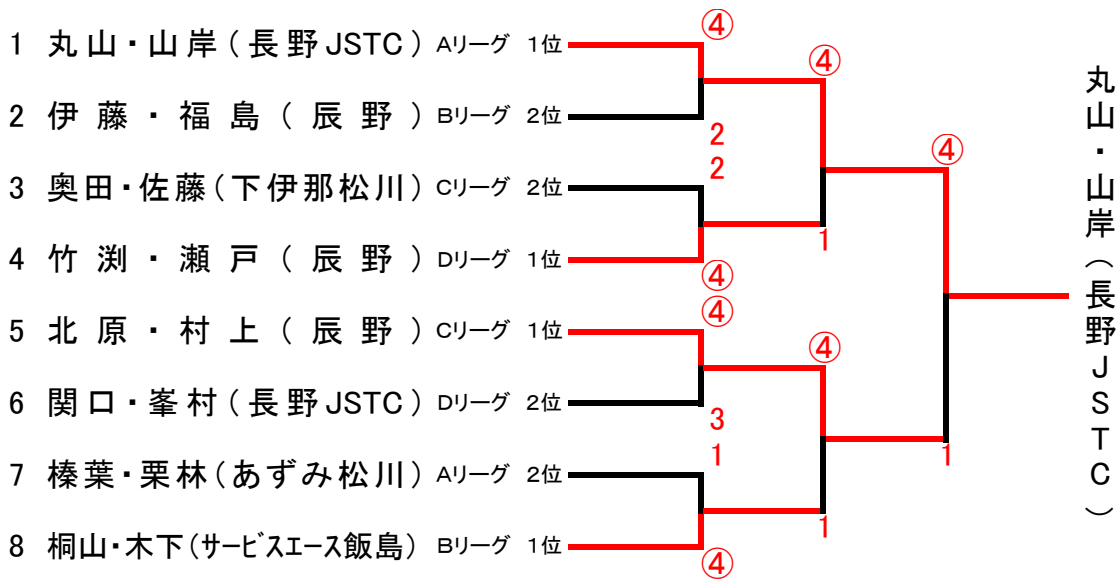 ④
1 丸山・山岸(長野JSTC) Aリーグ 1位
④
2 伊藤・福島(辰野) Bリーグ 2位
2
④
2
3 奥田・佐藤(下伊那松川) Cリーグ 2位
1
4 竹渕・瀬戸(辰野) Dリーグ 1位
④
④
5 北原・村上(辰野) Cリーグ 1位
④
6 関口・峯村(長野JSTC) Dリーグ 2位
3
1
1
7 榛葉・栗林(あずみ松川) Aリーグ 2位
1
8 桐山・木下(サービスエース飯島) Bリーグ 1位
④
丸山・山岸(長野JSTC)